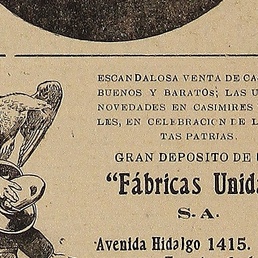 ESCANDALOSA VENTA DE CA
BUENOS Y BARATOS; LAS U
NOVEDADES EN CASIMIRES
LES, EN CELEBRACION DE L
TAS PATRIAS.
GRAN DEPOSITO DE
"Fábricas Unida
S. A.
Avenida Hidalgo 1415.